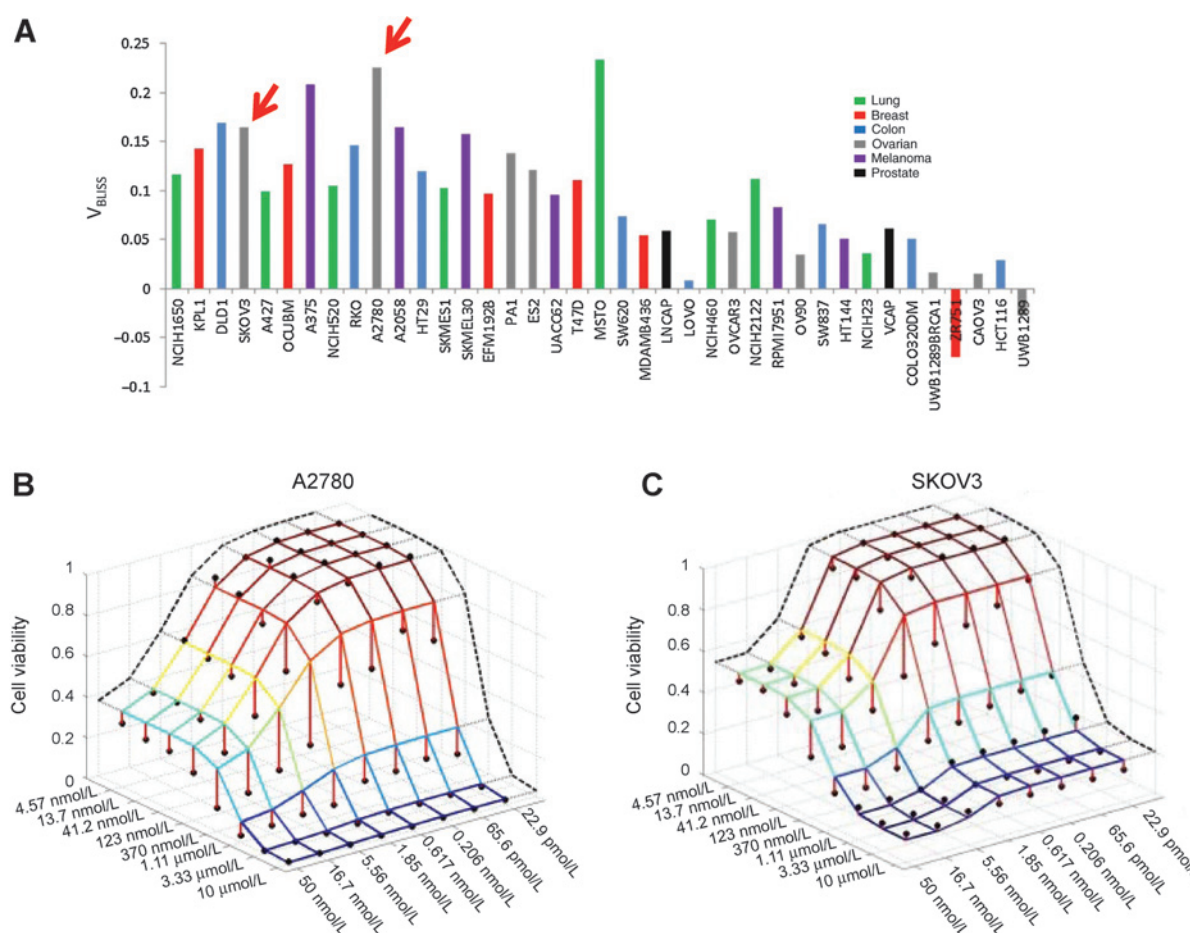 A
0.25
0.2
0.15
0.1
0.05
0
–0.05
–0.1
V_BLISS
Lung
Breast
Colon
Ovarian
Melanoma
Prostate
NCIH1650
KPL1
DLD1
SKOV3
A427
OCUBM
A375
NCIH520
RKO
A2780
A2058
HT29
SKMES1
SKMEL30
EFM192B
PA1
ES2
UACC62
T47D
MSTO
SW620
MDAMB436
LNCAP
LOVO
NCIH460
OVCAR3
NCIH2122
RPMI7951
OV90
SW837
HT144
NCIH23
VCAP
COLO320DM
UWB1289BRCA1
ZR751
CAOV3
HCT116
UWB1289
B
A2780
Cell viability
1
0.8
0.6
0.4
0.2
0
4.57 nmol/L
13.7 nmol/L
41.2 nmol/L
123 nmol/L
370 nmol/L
1.11 μmol/L
3.33 μmol/L
10 μmol/L
50 nmol/L
16.7 nmol/L
5.56 nmol/L
1.85 nmol/L
0.617 nmol/L
0.206 nmol/L
65.6 pmol/L
22.9 pmol/L
C
SKOV3
Cell viability
1
0.8
0.6
0.4
0.2
0
4.57 nmol/L
13.7 nmol/L
41.2 nmol/L
123 nmol/L
370 nmol/L
1.11 μmol/L
3.33 μmol/L
10 μmol/L
50 nmol/L
16.7 nmol/L
5.56 nmol/L
1.85 nmol/L
0.617 nmol/L
0.206 nmol/L
65.6 pmol/L
22.9 pmol/L